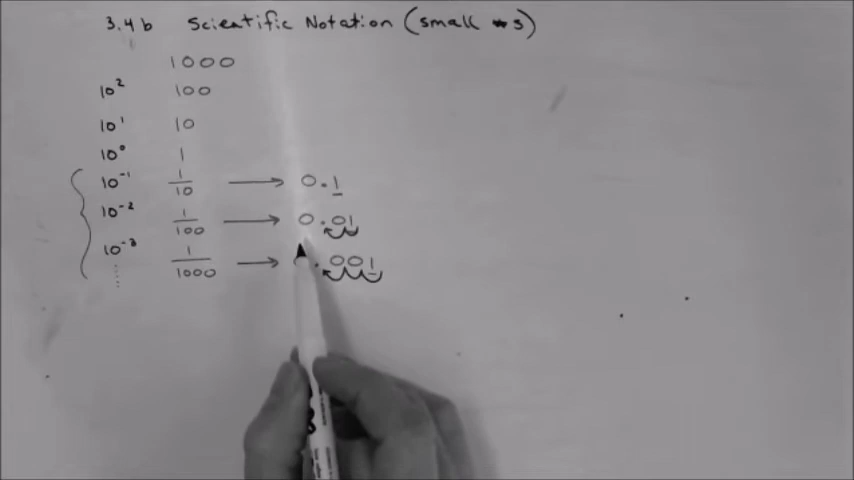 3.4 b Scientific Notation (small #s)
1000
10² 100
10¹ 10
10⁰ 1
10⁻¹ 1/10 → 0.1
10⁻² 1/100 → 0.01
10⁻³ 1/1000 → .001